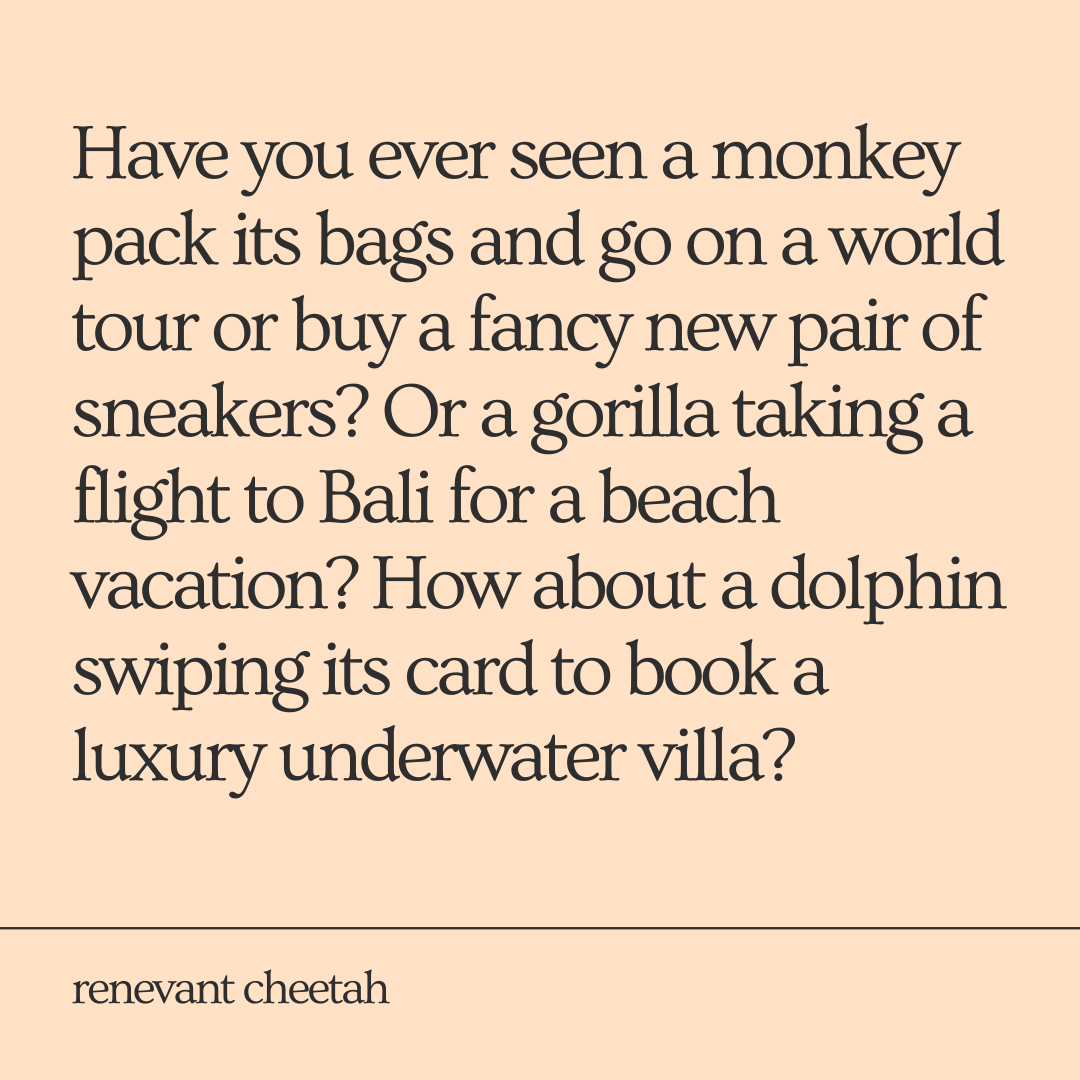 Have you ever seen a monkey
pack its bags and go on a world
tour or buy a fancy new pair of
sneakers? Or a gorilla taking a
flight to Bali for a beach
vacation? How about a dolphin
swiping its card to book a
luxury underwater villa?
renevant cheetah